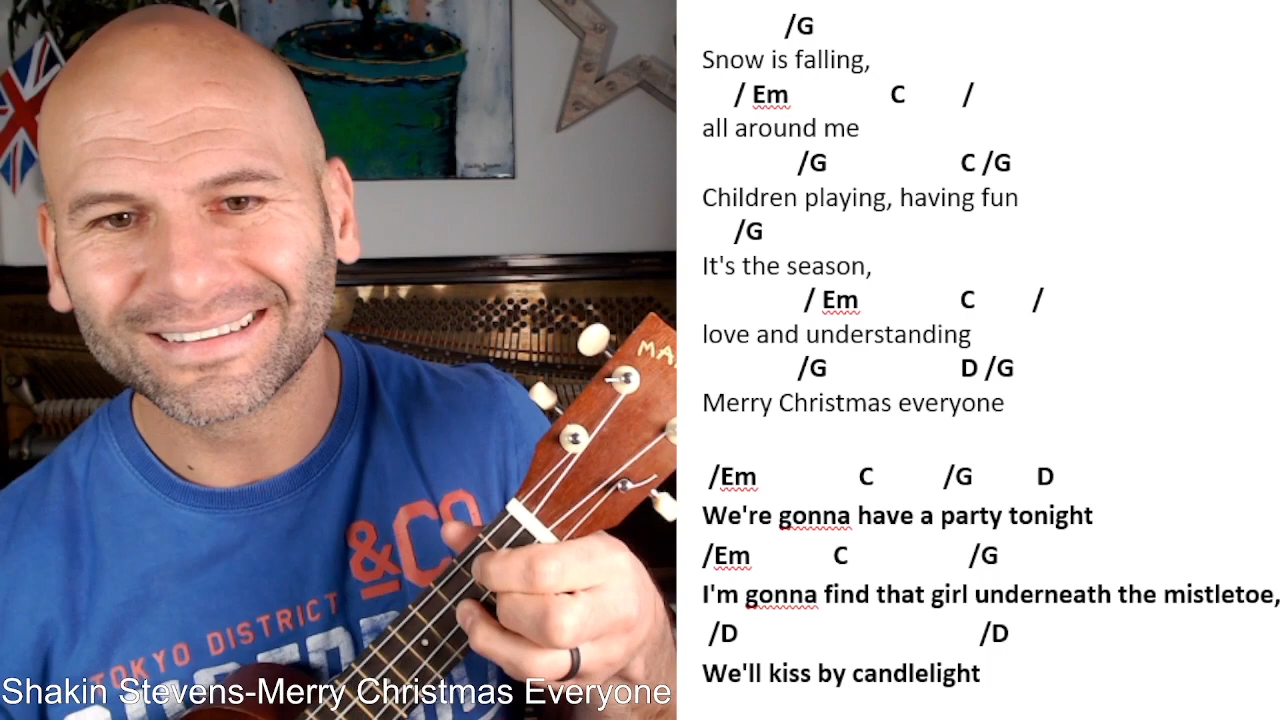 MA
&CO
TOKYO DISTRICT
Shakin Stevens-Merry Christmas Everyone
/G
Snow is falling,
/ Em C /
all around me
/G C /G
Children playing, having fun
/G
It's the season,
/ Em C /
love and understanding
/G D /G
Merry Christmas everyone
/Em C /G D
We're gonna have a party tonight
/Em C /G
I'm gonna find that girl underneath the mistletoe,
/D /D
We'll kiss by candlelight